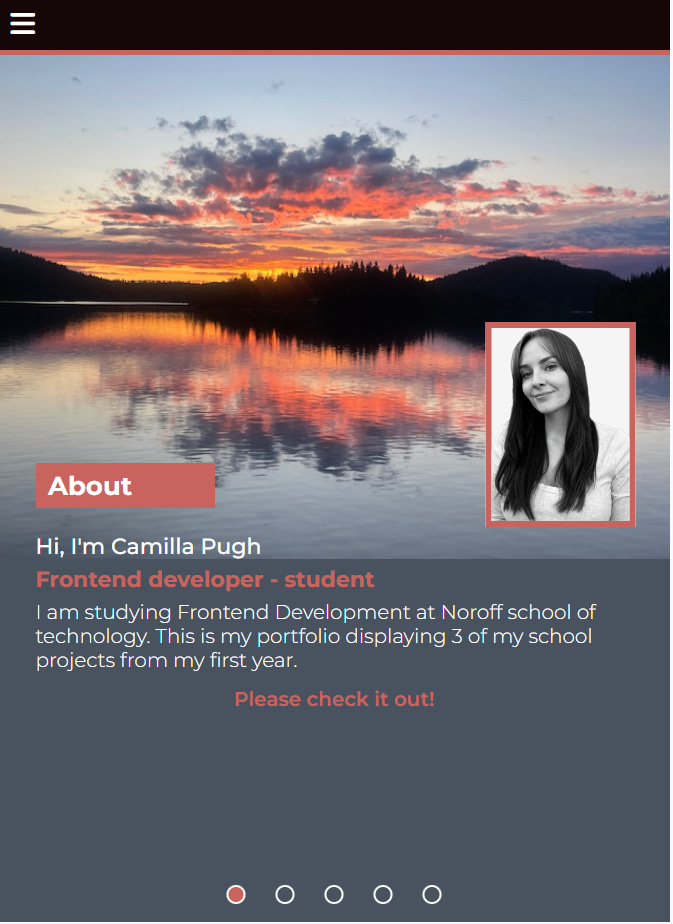 About
Hi, I'm Camilla Pugh
Frontend developer - student
I am studying Frontend Development at Noroff school of
technology. This is my portfolio displaying 3 of my school
projects from my first year.
Please check it out!